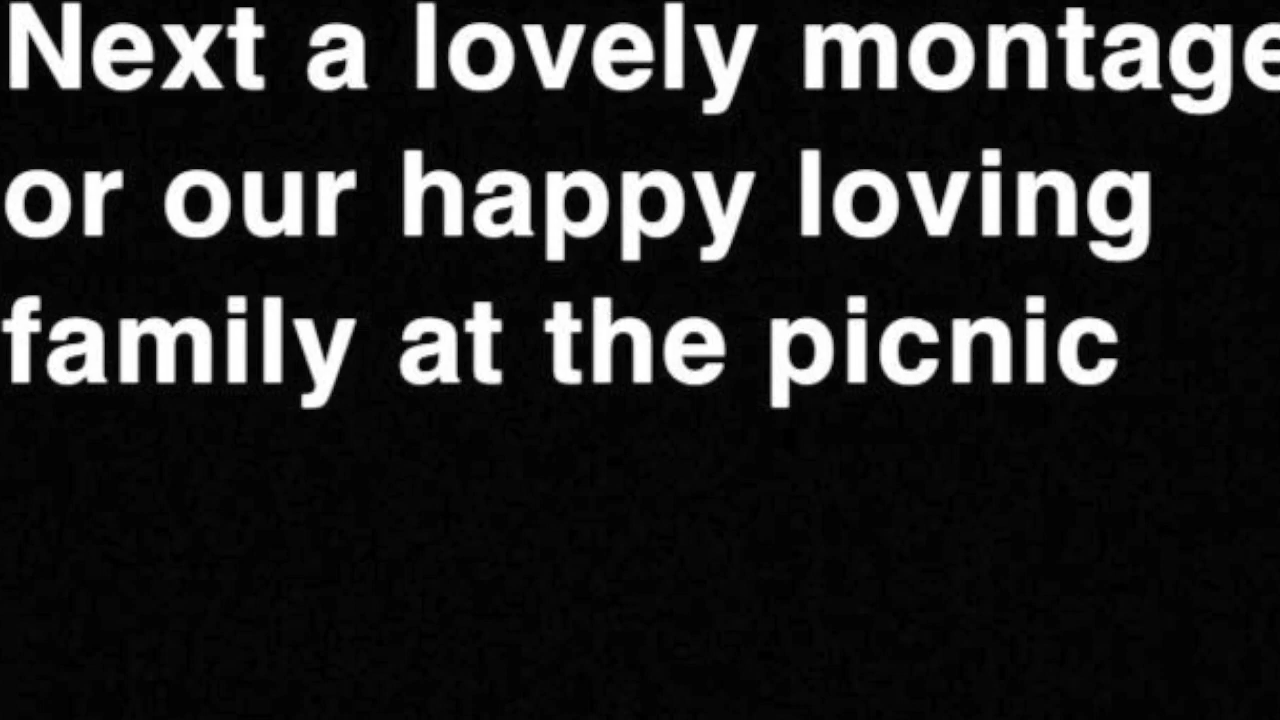 Next a lovely montage
or our happy loving
family at the picnic